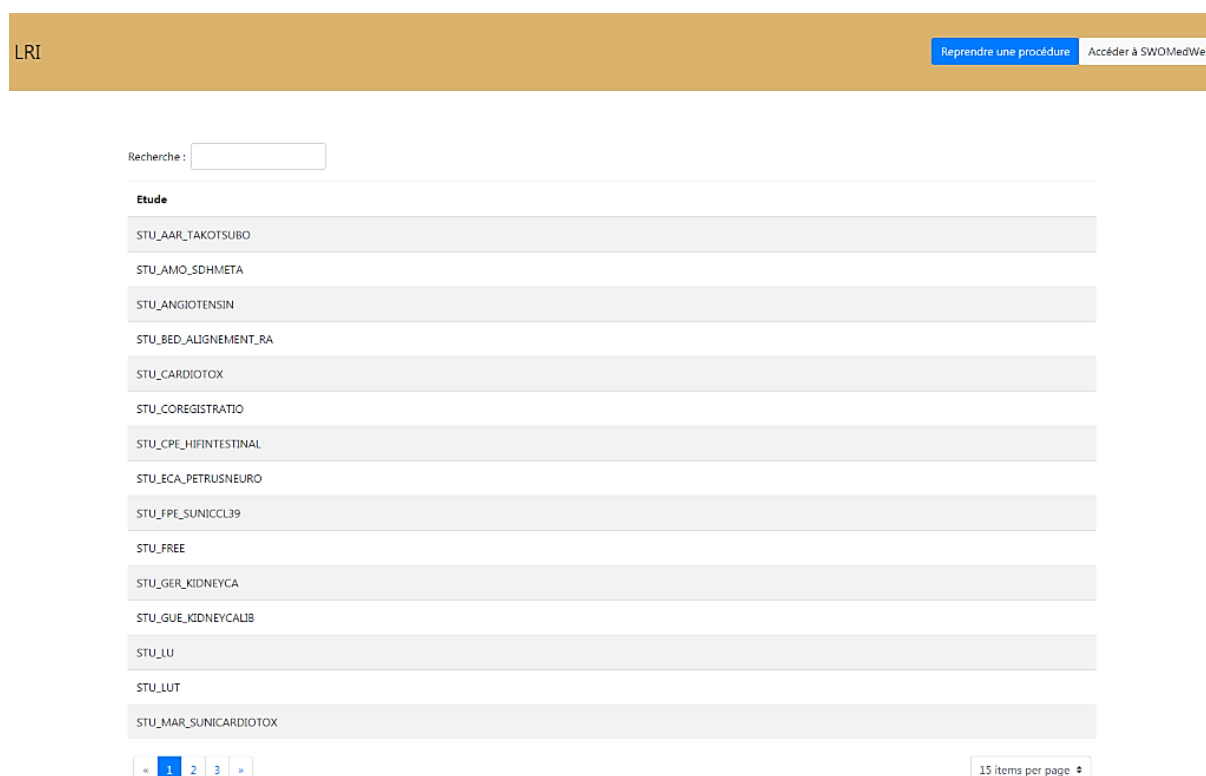 LRI
Reprendre une procédure Accéder à SWOMedWe
Recherche :
Etude
STU_AAR_TAKOTSUBO
STU_AMO_SDHMETA
STU_ANGIOTENSIN
STU_BED_ALIGNEMENT_RA
STU_CARDIOTOX
STU_COREGISTRATIO
STU_CPE_HIFINTESTINAL
STU_ECA_PETRUSNEURO
STU_FPE_SUNICCL39
STU_FREE
STU_GER_KIDNEYCA
STU_GUE_KIDNEYCALIB
STU_LU
STU_LUT
STU_MAR_SUNICARDIOTOX
« 1 2 3 » 15 items per page